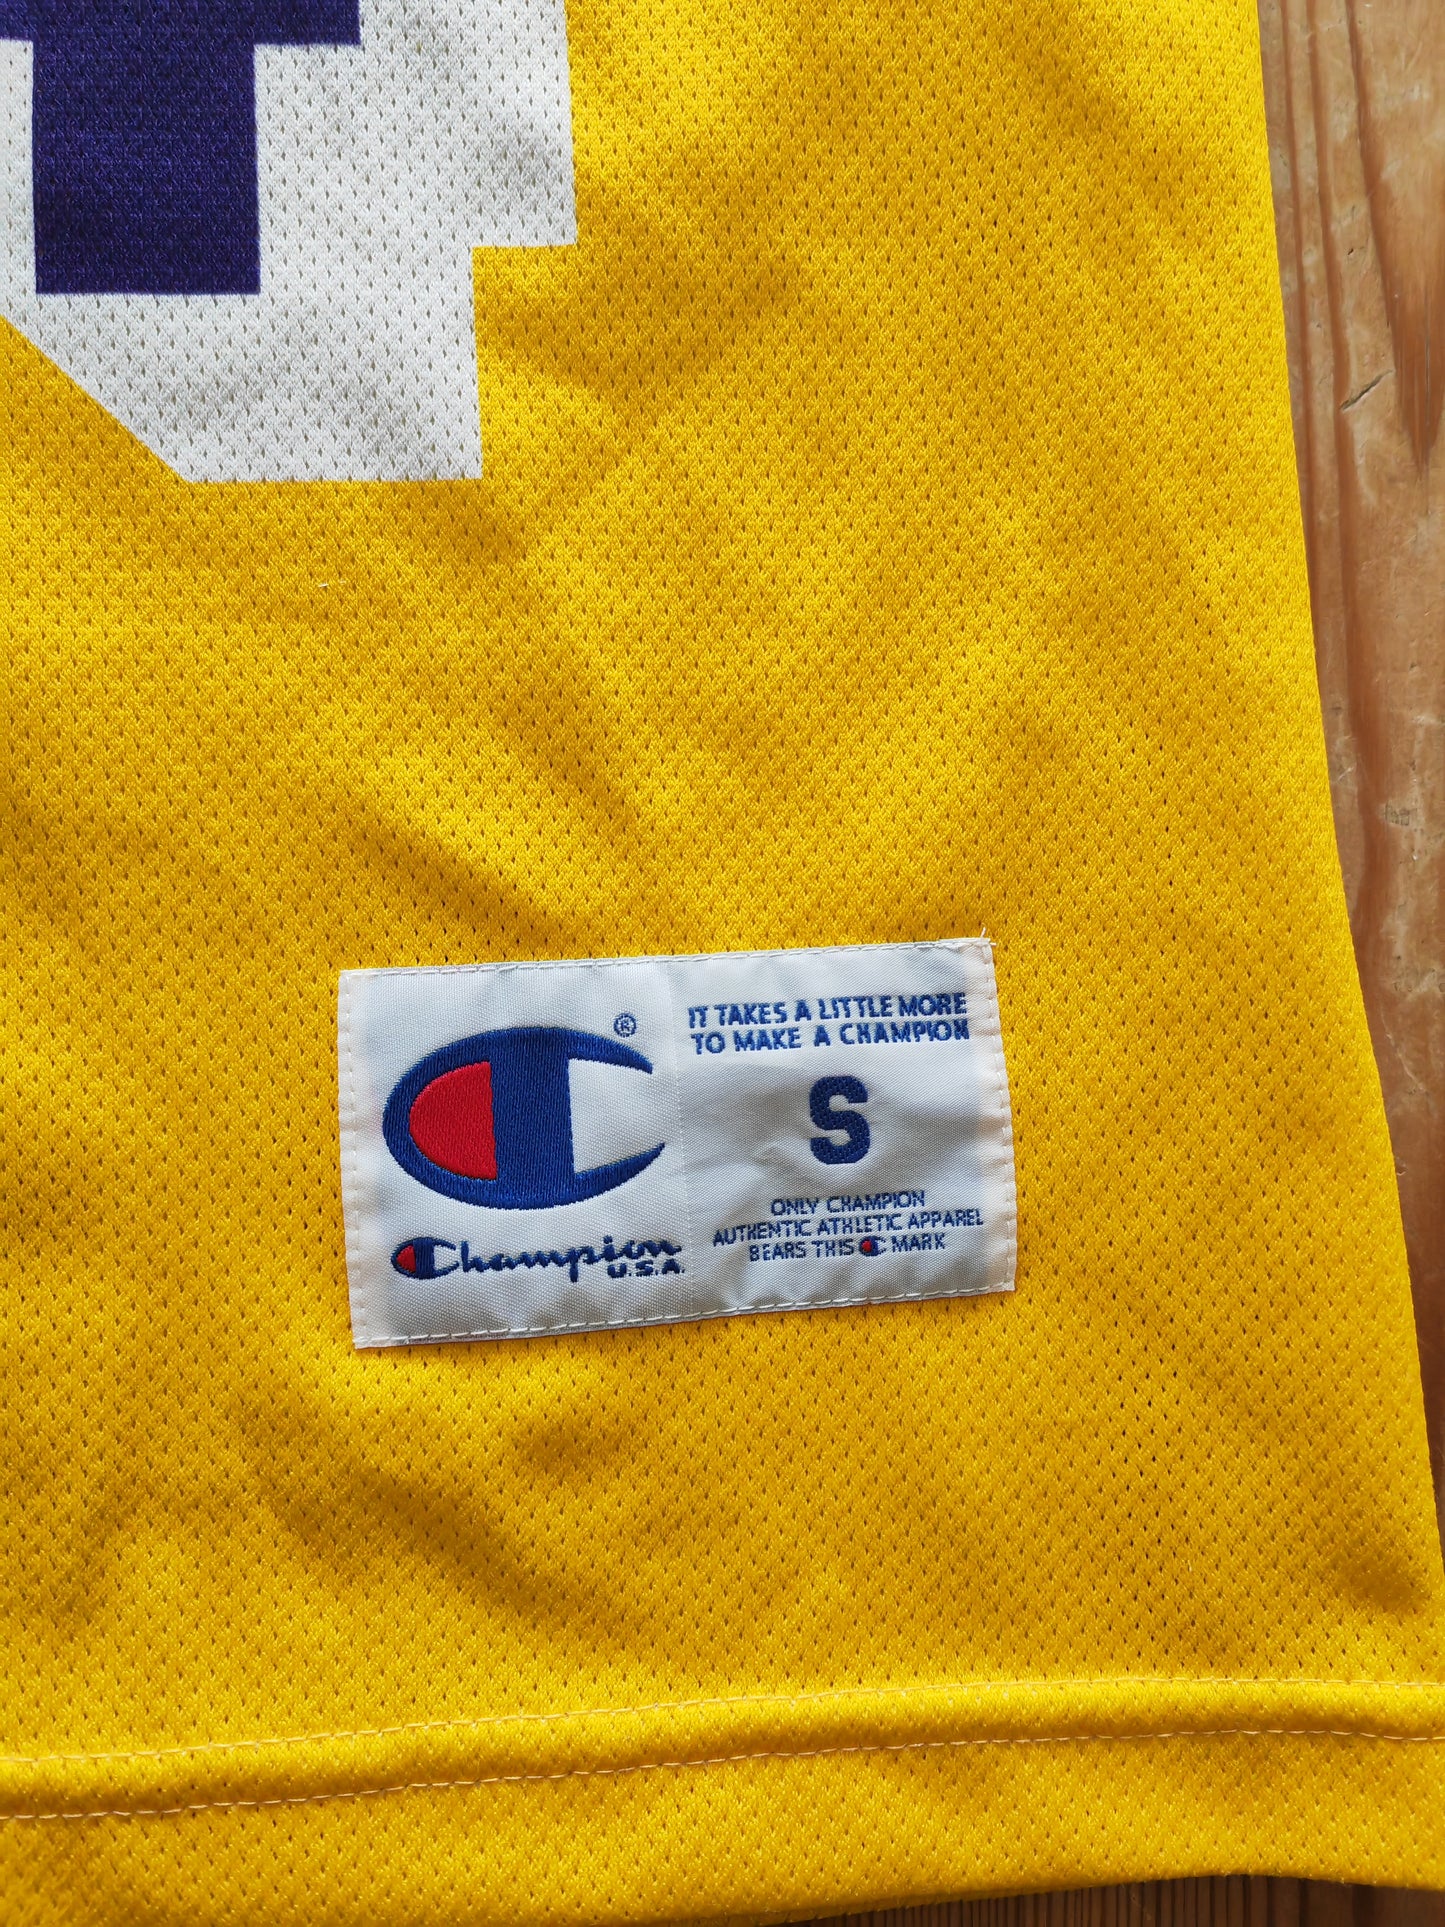 ®
Champion
U.S.A.
IT TAKES A LITTLE MORE
TO MAKE A CHAMPION
S
ONLY CHAMPION
AUTHENTIC ATHLETIC APPAREL
BEARS THIS C MARK